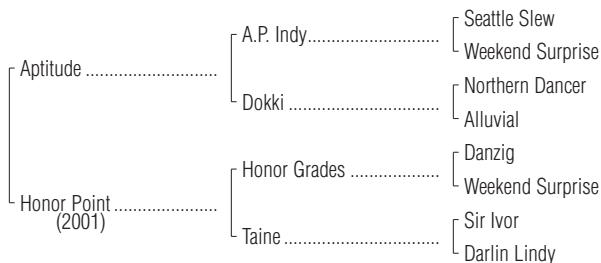 Seattle Slew
A.P. Indy
Weekend Surprise
Aptitude
Northern Dancer
Dokki
Alluvial
Danzig
Honor Grades
Weekend Surprise
Honor Point
(2001)
Sir Ivor
Taine
Darlin Lindy